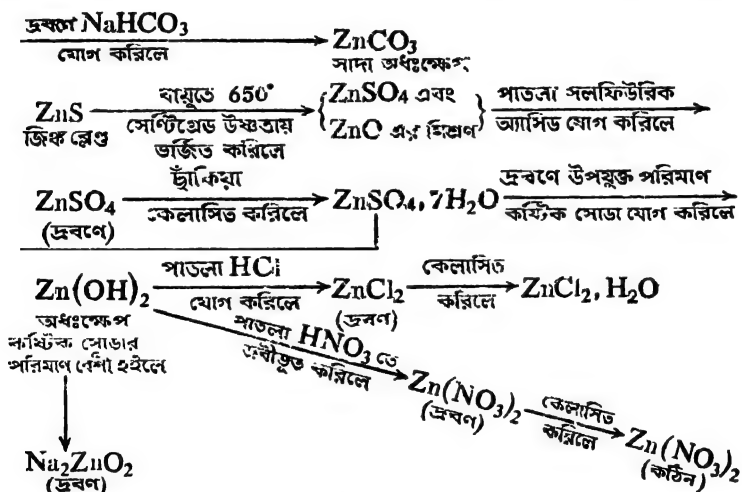 দ্রবণে NaHCO3 যোগ করিলে → ZnCO3
সাদা অধঃক্ষেপ
ZnS বায়ুতে 650° → {ZnSO4 এবং } পাতলা সলফিউরিক →
জিঙ্ক ব্লেণ্ড সেণ্টিগ্রেড উষ্ণতায় ZnO এর মিশ্রণ অ্যাসিড যোগ করিলে
ভর্জিত করিলে
ZnSO4 ছাঁকিয়া → ZnSO4, 7H2O দ্রবণে উপযুক্ত পরিমাণ →
(দ্রবণে) কেলাসিত করিলে কষ্টিক সোডা যোগ করিলে
Zn(OH)2 পাতলা HCl → ZnCl2 কেলাসিত → ZnCl2, H2O
অধঃক্ষেপ যোগ করিলে (দ্রবণ) করিলে
কষ্টিক সোডার পাতলা HNO3 তে
পরিমাণ বেশী হইলে দ্রবীভূত করিলে → Zn(NO3)2 কেলাসিত
(দ্রবণ) করিলে → Zn(NO3)2
Na2ZnO2 (কঠিন)
(দ্রবণ)